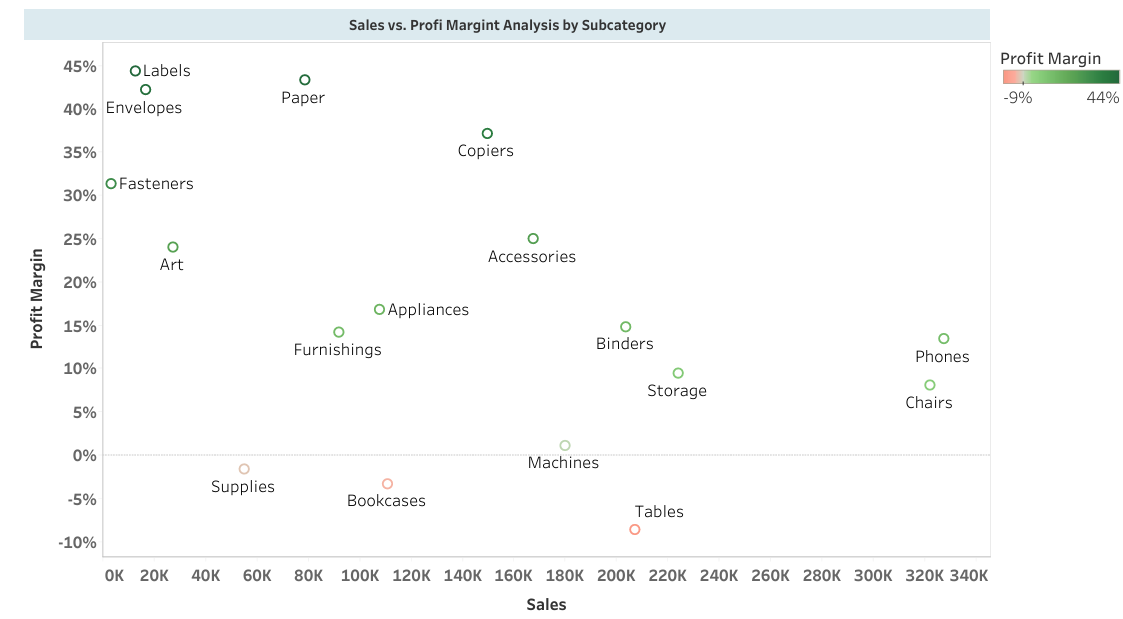 Sales vs. Profi Margint Analysis by Subcategory
Profit Margin
-9% 44%
Profit Margin
45%
40%
35%
30%
25%
20%
15%
10%
5%
0%
-5%
-10%
Labels
Envelopes
Paper
Copiers
Fasteners
Art
Accessories
Appliances
Furnishings
Binders
Phones
Storage
Chairs
Machines
Supplies
Bookcases
Tables
0K 20K 40K 60K 80K 100K 120K 140K 160K 180K 200K 220K 240K 260K 280K 300K 320K 340K
Sales